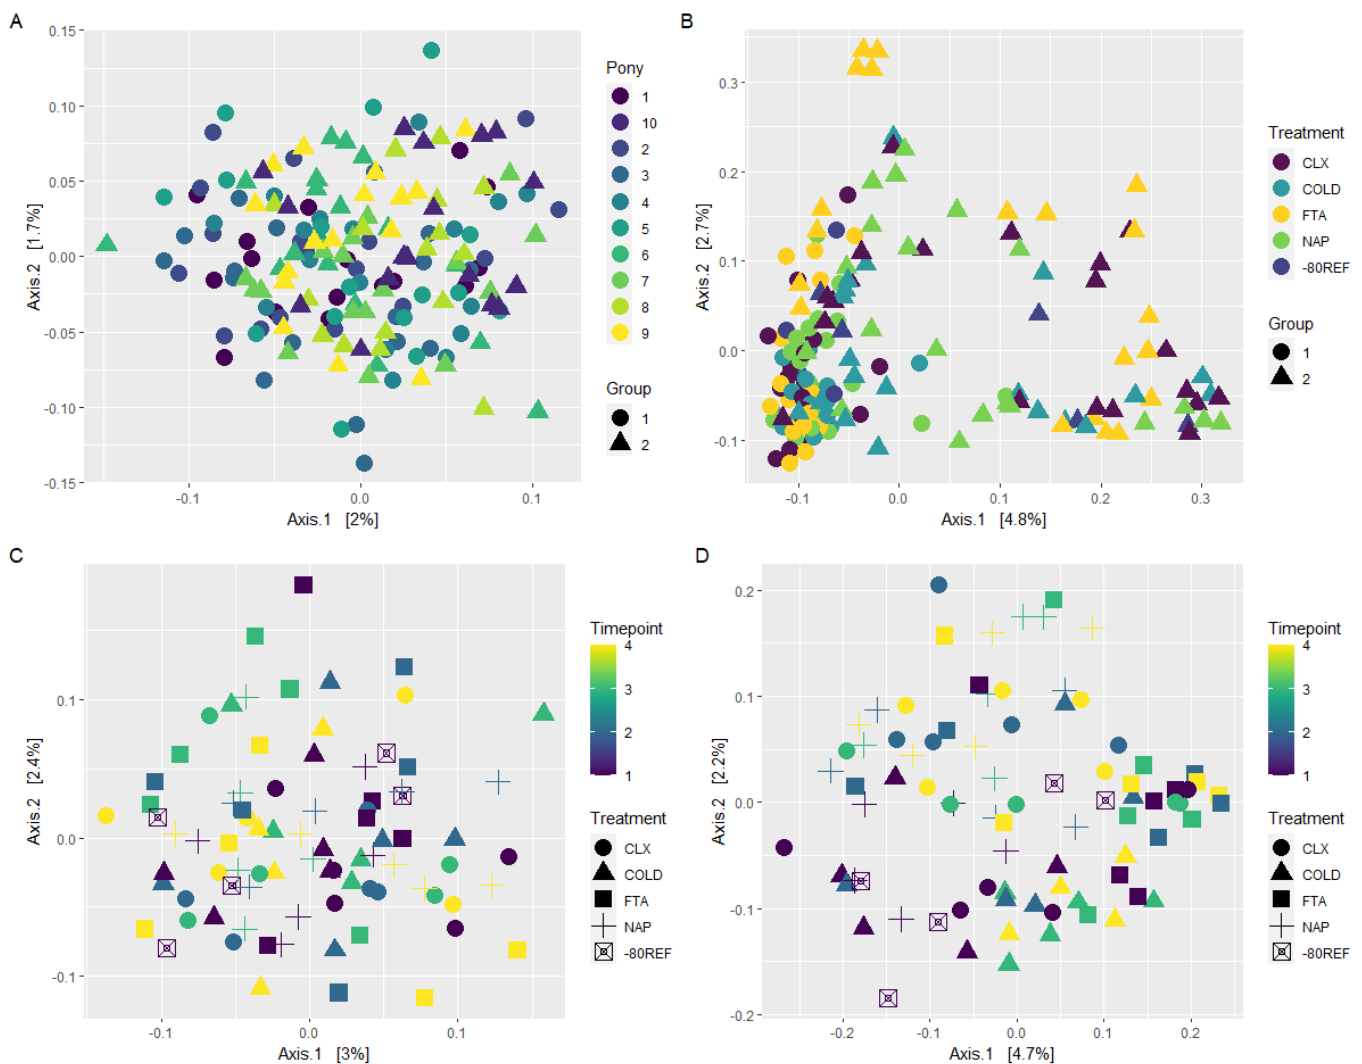 A
0.15
0.10
0.05
0.00
-0.05
-0.10
-0.15
Axis.2 [1.7%]
-0.1
0.0
0.1
Axis.1 [2%]
Pony
1
10
2
3
4
5
6
7
8
9
Group
1
2
B
0.3
0.2
0.1
0.0
-0.1
Axis.2 [2.7%]
-0.1
0.0
0.1
0.2
0.3
Axis.1 [4.8%]
Treatment
CLX
COLD
FTA
NAP
-80REF
Group
1
2
C
0.1
0.0
-0.1
Axis.2 [2.4%]
-0.1
0.0
0.1
Axis.1 [3%]
Timepoint
4
3
2
1
Treatment
CLX
COLD
FTA
NAP
-80REF
D
0.2
0.1
0.0
-0.1
-0.2
Axis.2 [2.2%]
-0.2
-0.1
0.0
0.1
0.2
Axis.1 [4.7%]
Timepoint
4
3
2
1
Treatment
CLX
COLD
FTA
NAP
-80REF